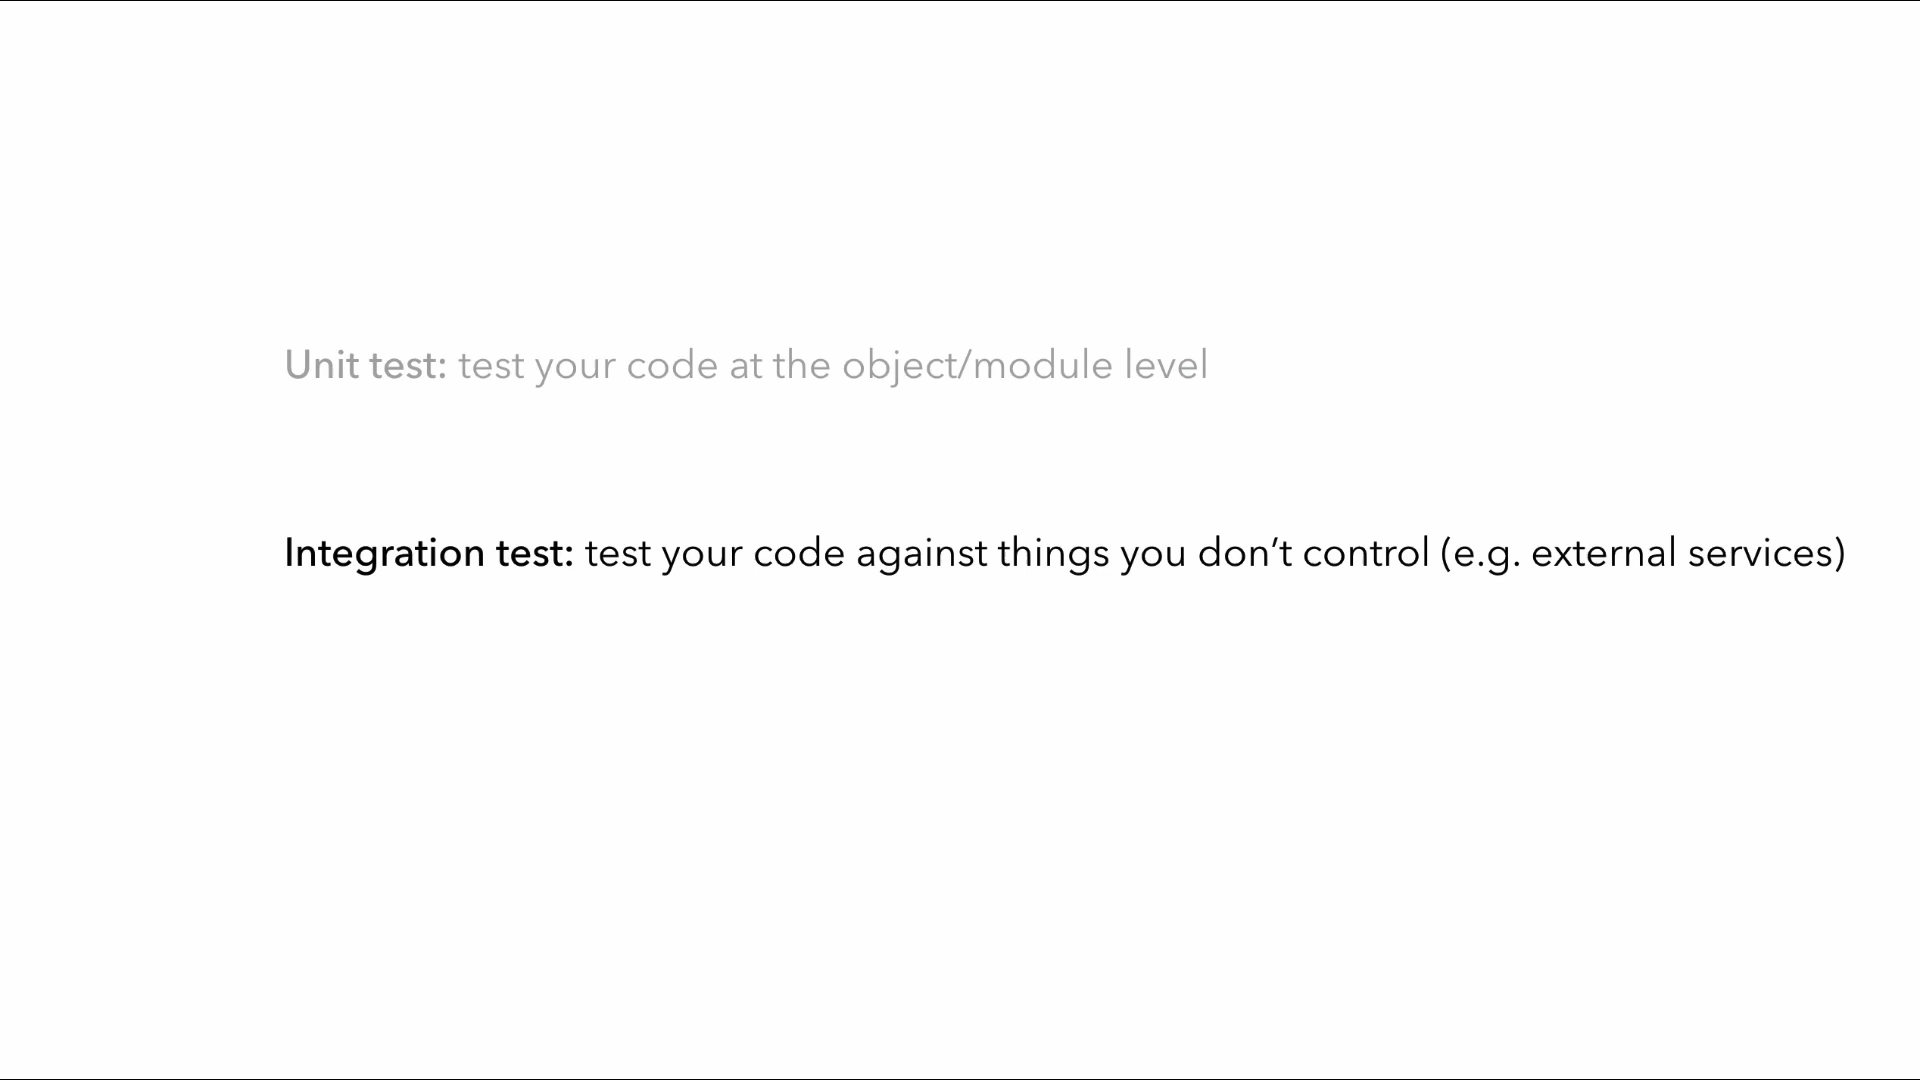 Unit test: test your code at the object/module level
Integration test: test your code against things you don’t control (e.g. external services)